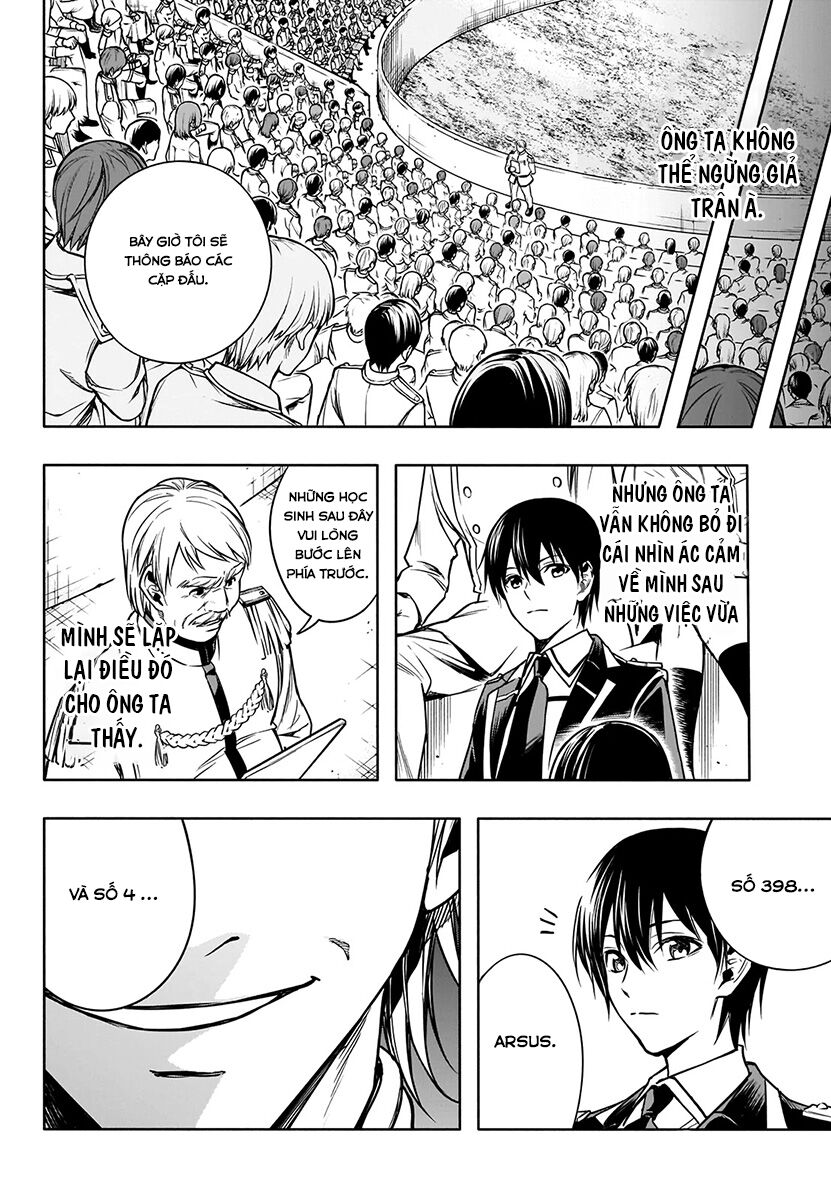 ÔNG TA KHÔNG
THỂ NGỪNG GIẢ
TRÂN À.
BÂY GIỜ TÔI SẼ
THÔNG BÁO CÁC
CẶP ĐẤU.
NHƯNG ÔNG TA
VẪN KHÔNG BỎ ĐI
CÁI NHÌN ÁC CẢM
VỀ MÌNH SAU
NHỮNG VIỆC VỪA
NHỮNG HỌC
SINH SAU ĐÂY
VUI LÒNG
BƯỚC LÊN
PHÍA TRƯỚC.
MÌNH SẼ LẶP
LẠI ĐIỀU ĐÓ
CHO ÔNG TA
THẤY.
SỐ 398...
ARSUS.
VÀ SỐ 4 ...